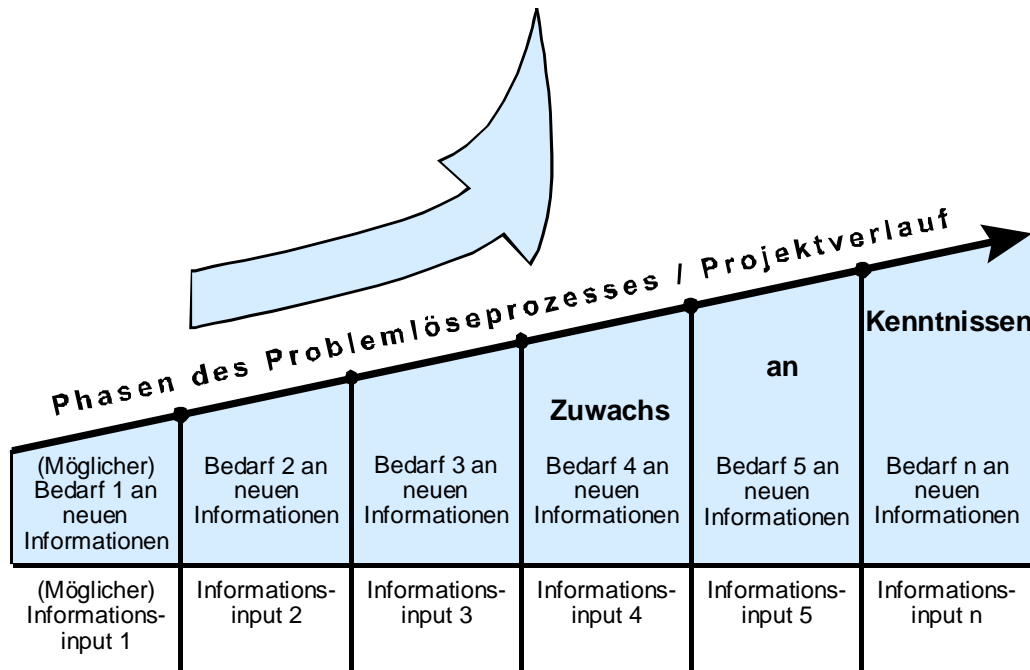 Phasen des Problemlöseprozesses / Projektverlauf
Kenntnissen
an
Zuwachs
(Möglicher)
Bedarf 1 an
neuen
Informationen
Bedarf 2 an
neuen
Informationen
Bedarf 3 an
neuen
Informationen
Bedarf 4 an
neuen
Informationen
Bedarf 5 an
neuen
Informationen
Bedarf n an
neuen
Informationen
(Möglicher)
Informations-
input 1
Informations-
input 2
Informations-
input 3
Informations-
input 4
Informations-
input 5
Informations-
input n